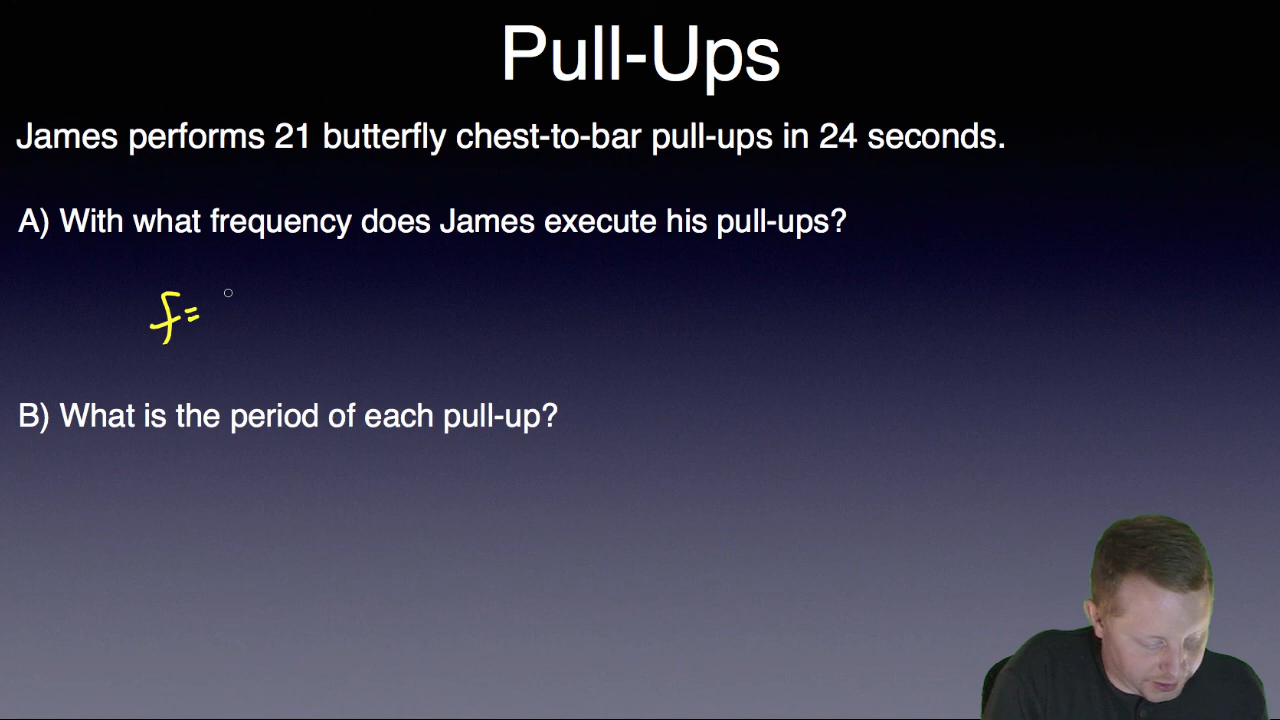 Pull-Ups
James performs 21 butterfly chest-to-bar pull-ups in 24 seconds.
A) With what frequency does James execute his pull-ups?
f=
B) What is the period of each pull-up?